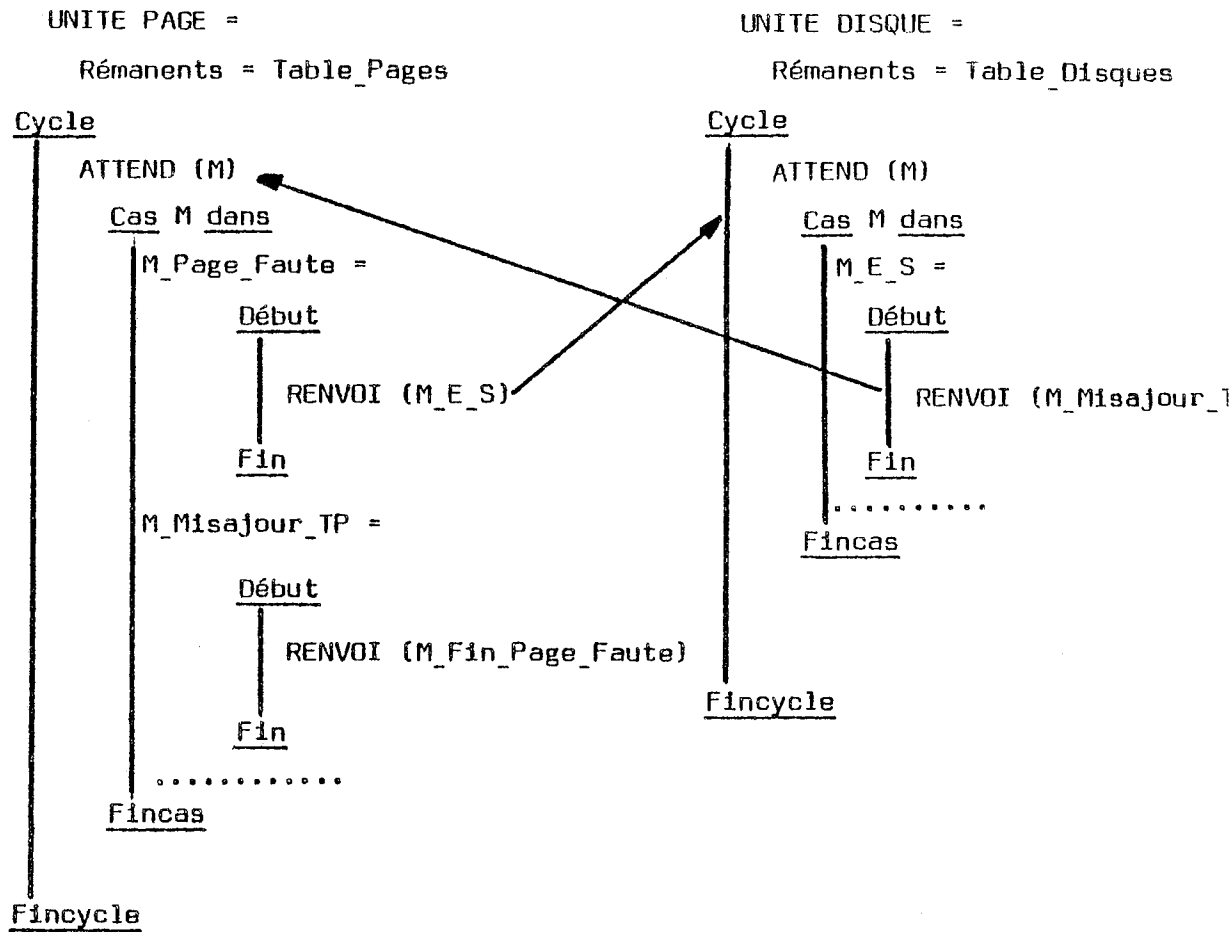 UNITE PAGE =
Rémanents = Table_Pages
Cycle
ATTEND (M)
Cas M dans
M_Page_Faute =
Début
RENVOI (M_E_S)
Fin
M_Misajour_TP =
Début
RENVOI (M_Fin_Page_Faute)
Fin
...........
Fincas
Fincycle
UNITE DISQUE =
Rémanents = Table_Disques
Cycle
ATTEND (M)
Cas M dans
M_E_S =
Début
RENVOI (M_Misajour_
Fin
..........
Fincas
Fincycle